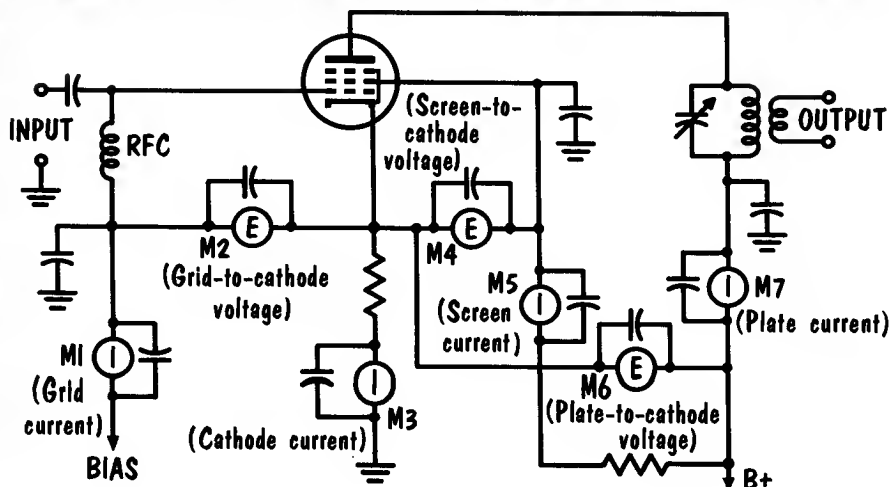 INPUT
RFC
(Screen-to-
cathode
voltage)
OUTPUT
E
M2
(Grid-to-cathode
voltage)
E
M4
M5
(Screen
current)
I
I
M7
(Plate current)
I
M1
(Grid
current)
BIAS
I
M3
(Cathode current)
E
M6
(Plate-to-cathode
voltage)
B+